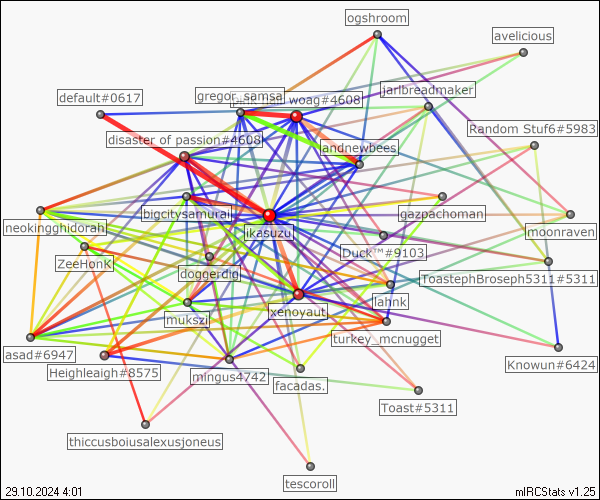 ogshroom
avelicious
default#0617
gregor_samsa
woag#4608
jarlbreadmaker
Random Stuf6#5983
disaster of passion#4608
landnewbees
neokingghidorah
bigcitysamurai
ikasuzu
gazpachoman
moonraven
ZeeHonK
doggerdig
Duck™#9103
ToastephBroseph5311#5311
mukszi
xenoyaut
lahnk
turkey_mcnugget
asad#6947
Heighleaigh#8575
mingus4742
facadas.
Knowun#6424
Toast#5311
thiccusboiusalexusjoneus
tescoroll
29.10.2024 4:01
mIRCStats v1.25